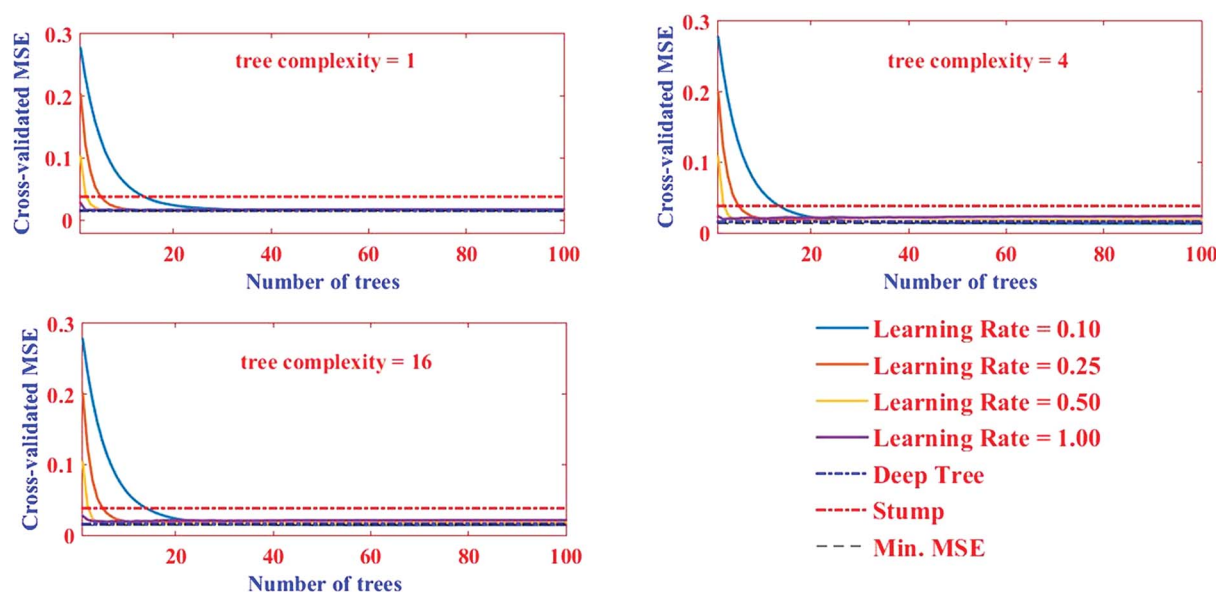 Cross-validated MSE
0.3
0.2
0.1
0
tree complexity = 1
20
40
60
80
100
Number of trees
Cross-validated MSE
0.3
0.2
0.1
0
tree complexity = 4
20
40
60
80
100
Number of trees
Cross-validated MSE
0.3
0.2
0.1
0
tree complexity = 16
20
40
60
80
100
Number of trees
Learning Rate = 0.10
Learning Rate = 0.25
Learning Rate = 0.50
Learning Rate = 1.00
Deep Tree
Stump
Min. MSE